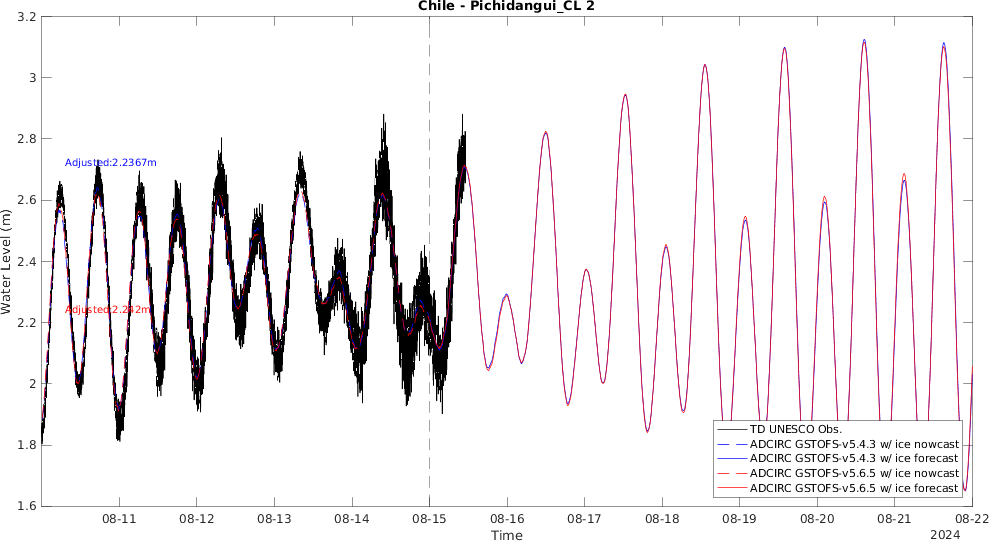 Chile - Pichidangui_CL 2
3.2
3
2.8
2.6
2.4
2.2
2
1.8
1.6
Water Level (m)
Adjusted:2.2367m
Adjusted:2.242m
TD UNESCO Obs.
ADCIRC GSTOFS-v5.4.3 w/ ice nowcast
ADCIRC GSTOFS-v5.4.3 w/ ice forecast
ADCIRC GSTOFS-v5.6.5 w/ ice nowcast
ADCIRC GSTOFS-v5.6.5 w/ ice forecast
08-11 08-12 08-13 08-14 08-15 08-16 08-17 08-18 08-19 08-20 08-21 08-22
Time
2024